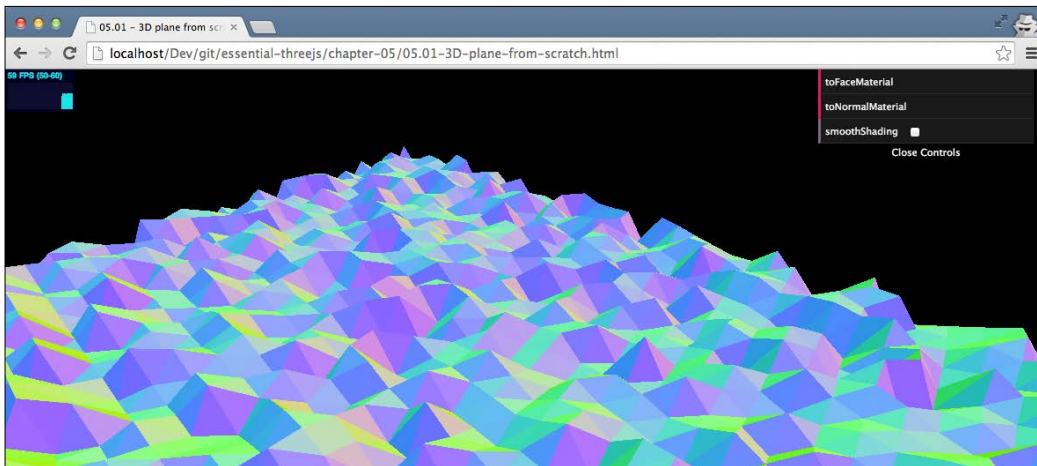 05.01 - 3D plane from scr
localhost/Dev/git/essential-threejs/chapter-05/05.01-3D-plane-from-scratch.html
59 FPS (50-60)
toFaceMaterial
toNormalMaterial
smoothShading
Close Controls